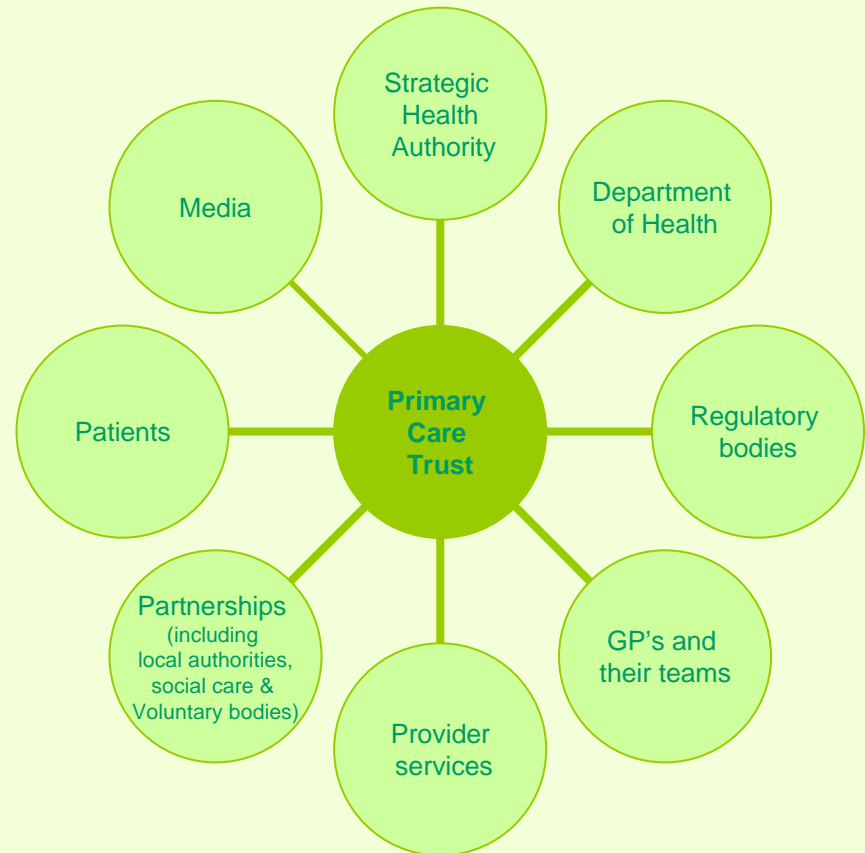 Strategic
Health
Authority
Department
of Health
Regulatory
bodies
GP's and
their teams
Provider
services
Partnerships
(including
local authorities,
social care &
Voluntary bodies)
Patients
Media
Primary
Care
Trust